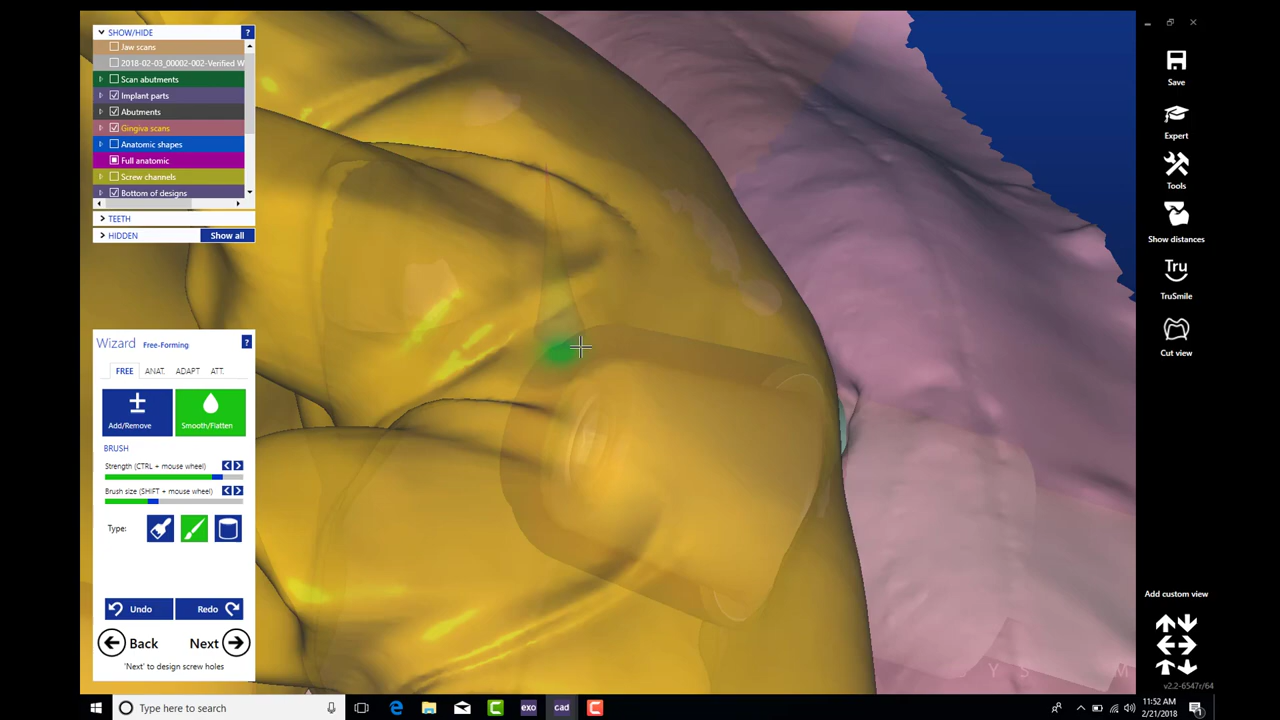 SHOW/HIDE
?
Jaw scans
2018-02-03_00002-002-Verified W
Scan abutments
Implant parts
Abutments
Gingiva scans
Anatomic shapes
Full anatomic
Screw channels
Bottom of designs
TEETH
HIDDEN
Show all
Wizard Free-Forming
?
FREE ANAT. ADAPT ATT.
Add/Remove Smooth/Flatten
BRUSH
Strength (CTRL + mouse wheel)
Brush size (SHIFT + mouse wheel)
Type:
Undo Redo
Back Next
'Next' to design screw holes
Save
Expert
Tools
Show distances
Tru
TruSmile
Cut view
Add custom view
v2.2-6547r/64
Type here to search
exo
cad
11:52 AM
2/21/2018